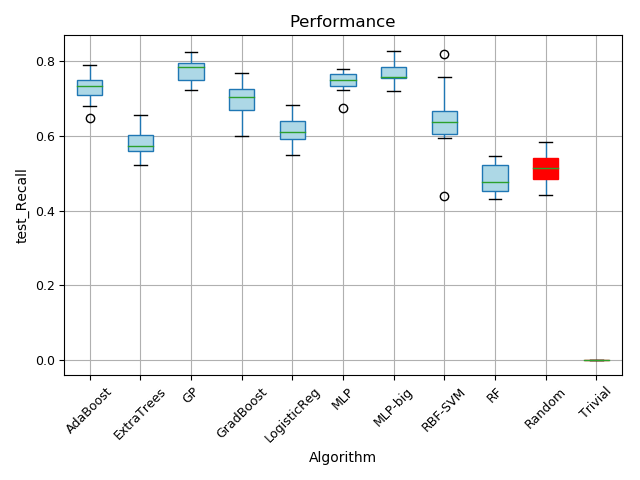 Performance
test_Recall
0.8
0.6
0.4
0.2
0.0
AdaBoost
ExtraTrees
GP
GradBoost
LogisticReg
MLP
MLP-big
RBF-SVM
RF
Random
Trivial
Algorithm